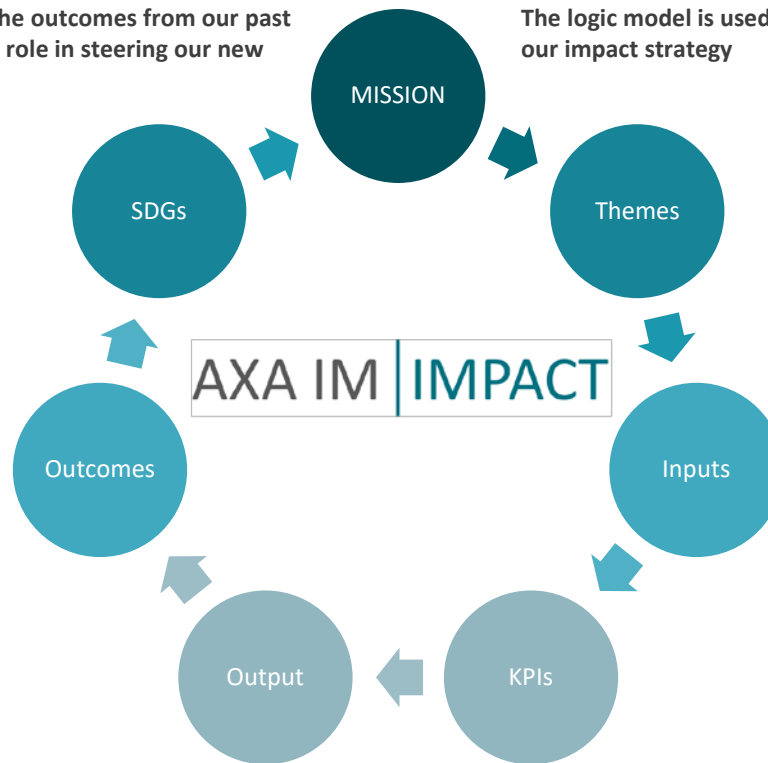 he outcomes from our past
role in steering our new
The logic model is used
our impact strategy
MISSION
SDGs
Themes
AXA IM | IMPACT
Outcomes
Inputs
Output
KPIs